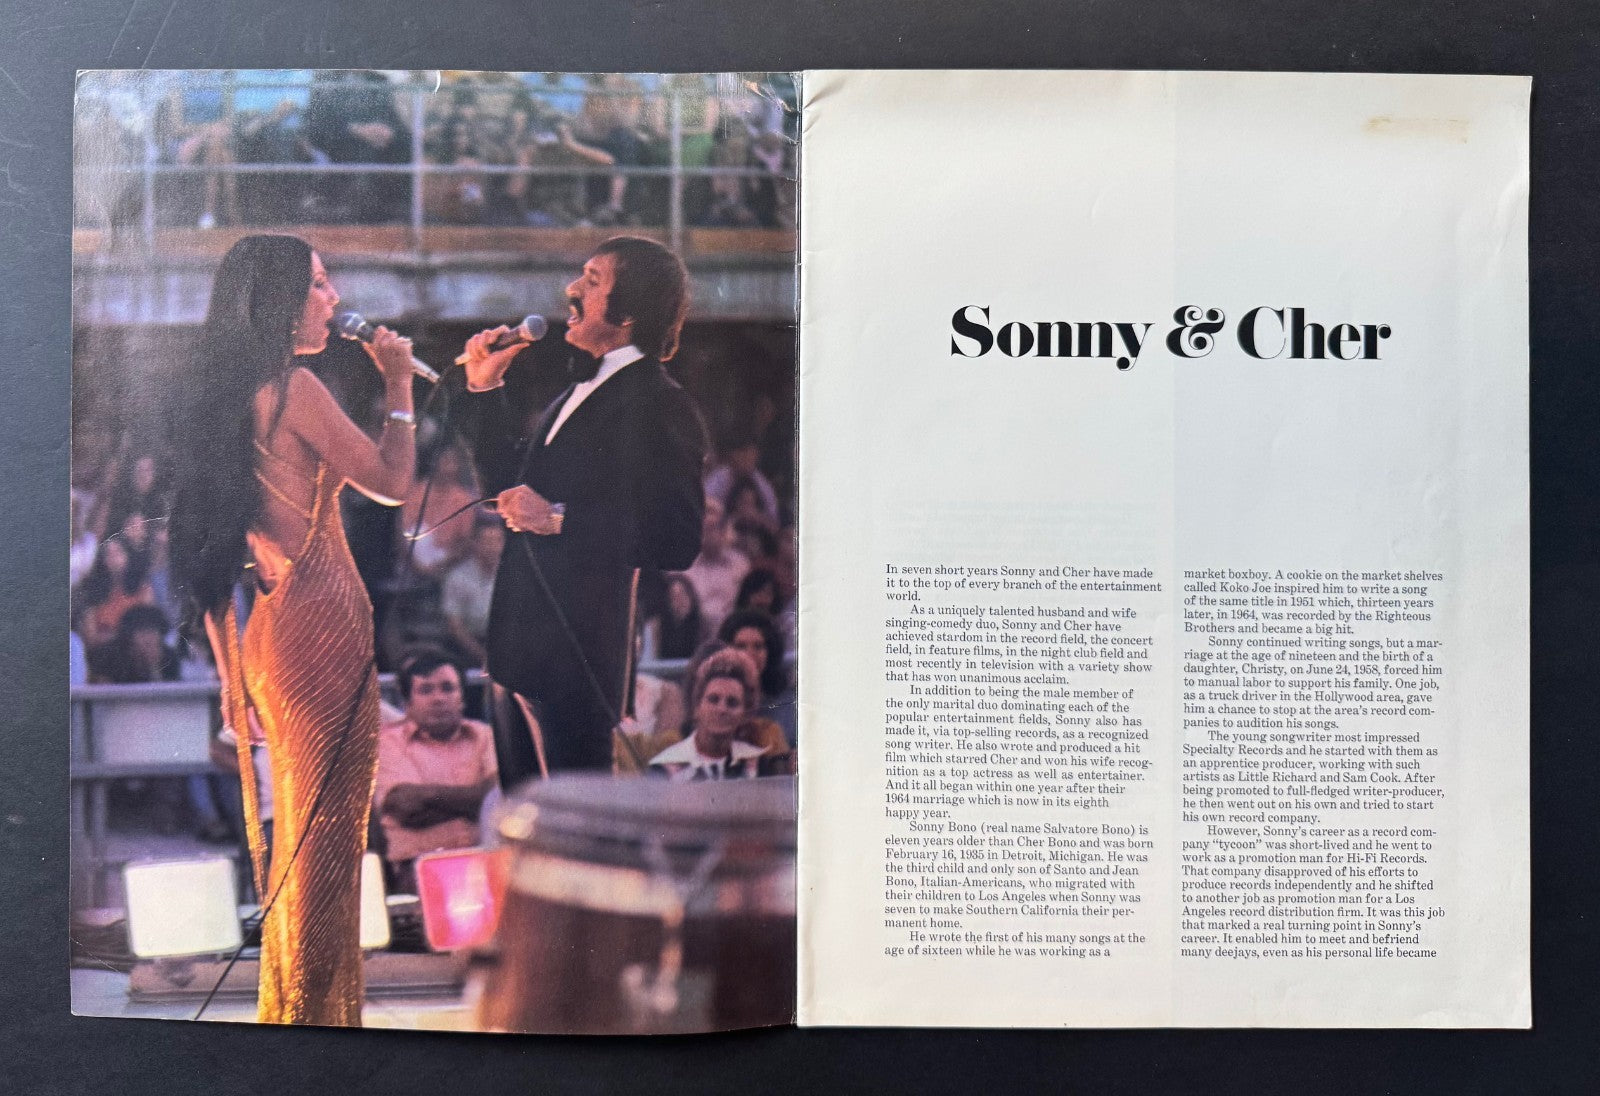 Sonny & Cher
In seven short years Sonny and Cher have made
it to the top of every branch of the entertainment
world.
As a uniquely talented husband and wife
singing-comedy duo, Sonny and Cher have
achieved stardom in the record field, the concert
field, in feature films, in the night club field and
most recently in television with a variety show
that has won unanimous acclaim.
In addition to being the male member of
the only marital duo dominating each of the
popular entertainment fields, Sonny also has
made it, via top-selling records, as a recognized
song writer. He also wrote and produced a hit
film which starred Cher and won his wife recog-
nition as a top actress as well as entertainer.
And it all began within one year after their
1964 marriage which is now in its eighth
happy year.
Sonny Bono (real name Salvatore Bono) is
eleven years older than Cher Bono and was born
February 16, 1935 in Detroit, Michigan. He was
the third child and only son of Santo and Jean
Bono, Italian-Americans, who migrated with
their children to Los Angeles when Sonny was
seven to make Southern California their per-
manent home.
He wrote the first of his many songs at the
age of sixteen while he was working as a
market boxboy. A cookie on the market shelves
called Koko Joe inspired him to write a song
of the same title in 1951 which, thirteen years
later, in 1964, was recorded by the Righteous
Brothers and became a big hit.
Sonny continued writing songs, but a mar-
riage at the age of nineteen and the birth of a
daughter, Christy, on June 24, 1958, forced him
to manual labor to support his family. One job,
as a truck driver in the Hollywood area, gave
him a chance to stop at the area's record com-
panies to audition his songs.
The young songwriter most impressed
Specialty Records and he started with them as
an apprentice producer, working with such
artists as Little Richard and Sam Cook. After
being promoted to full-fledged writer-producer,
he then went out on his own and tried to start
his own record company.
However, Sonny's career as a record com-
pany "tycoon" was short-lived and he went to
work as a promotion man for Hi-Fi Records.
That company disapproved of his efforts to
produce records independently and he shifted
to another job as promotion man for a Los
Angeles record distribution firm. It was this job
that marked a real turning point in Sonny's
career. It enabled him to meet and befriend
many deejays, even as his personal life became